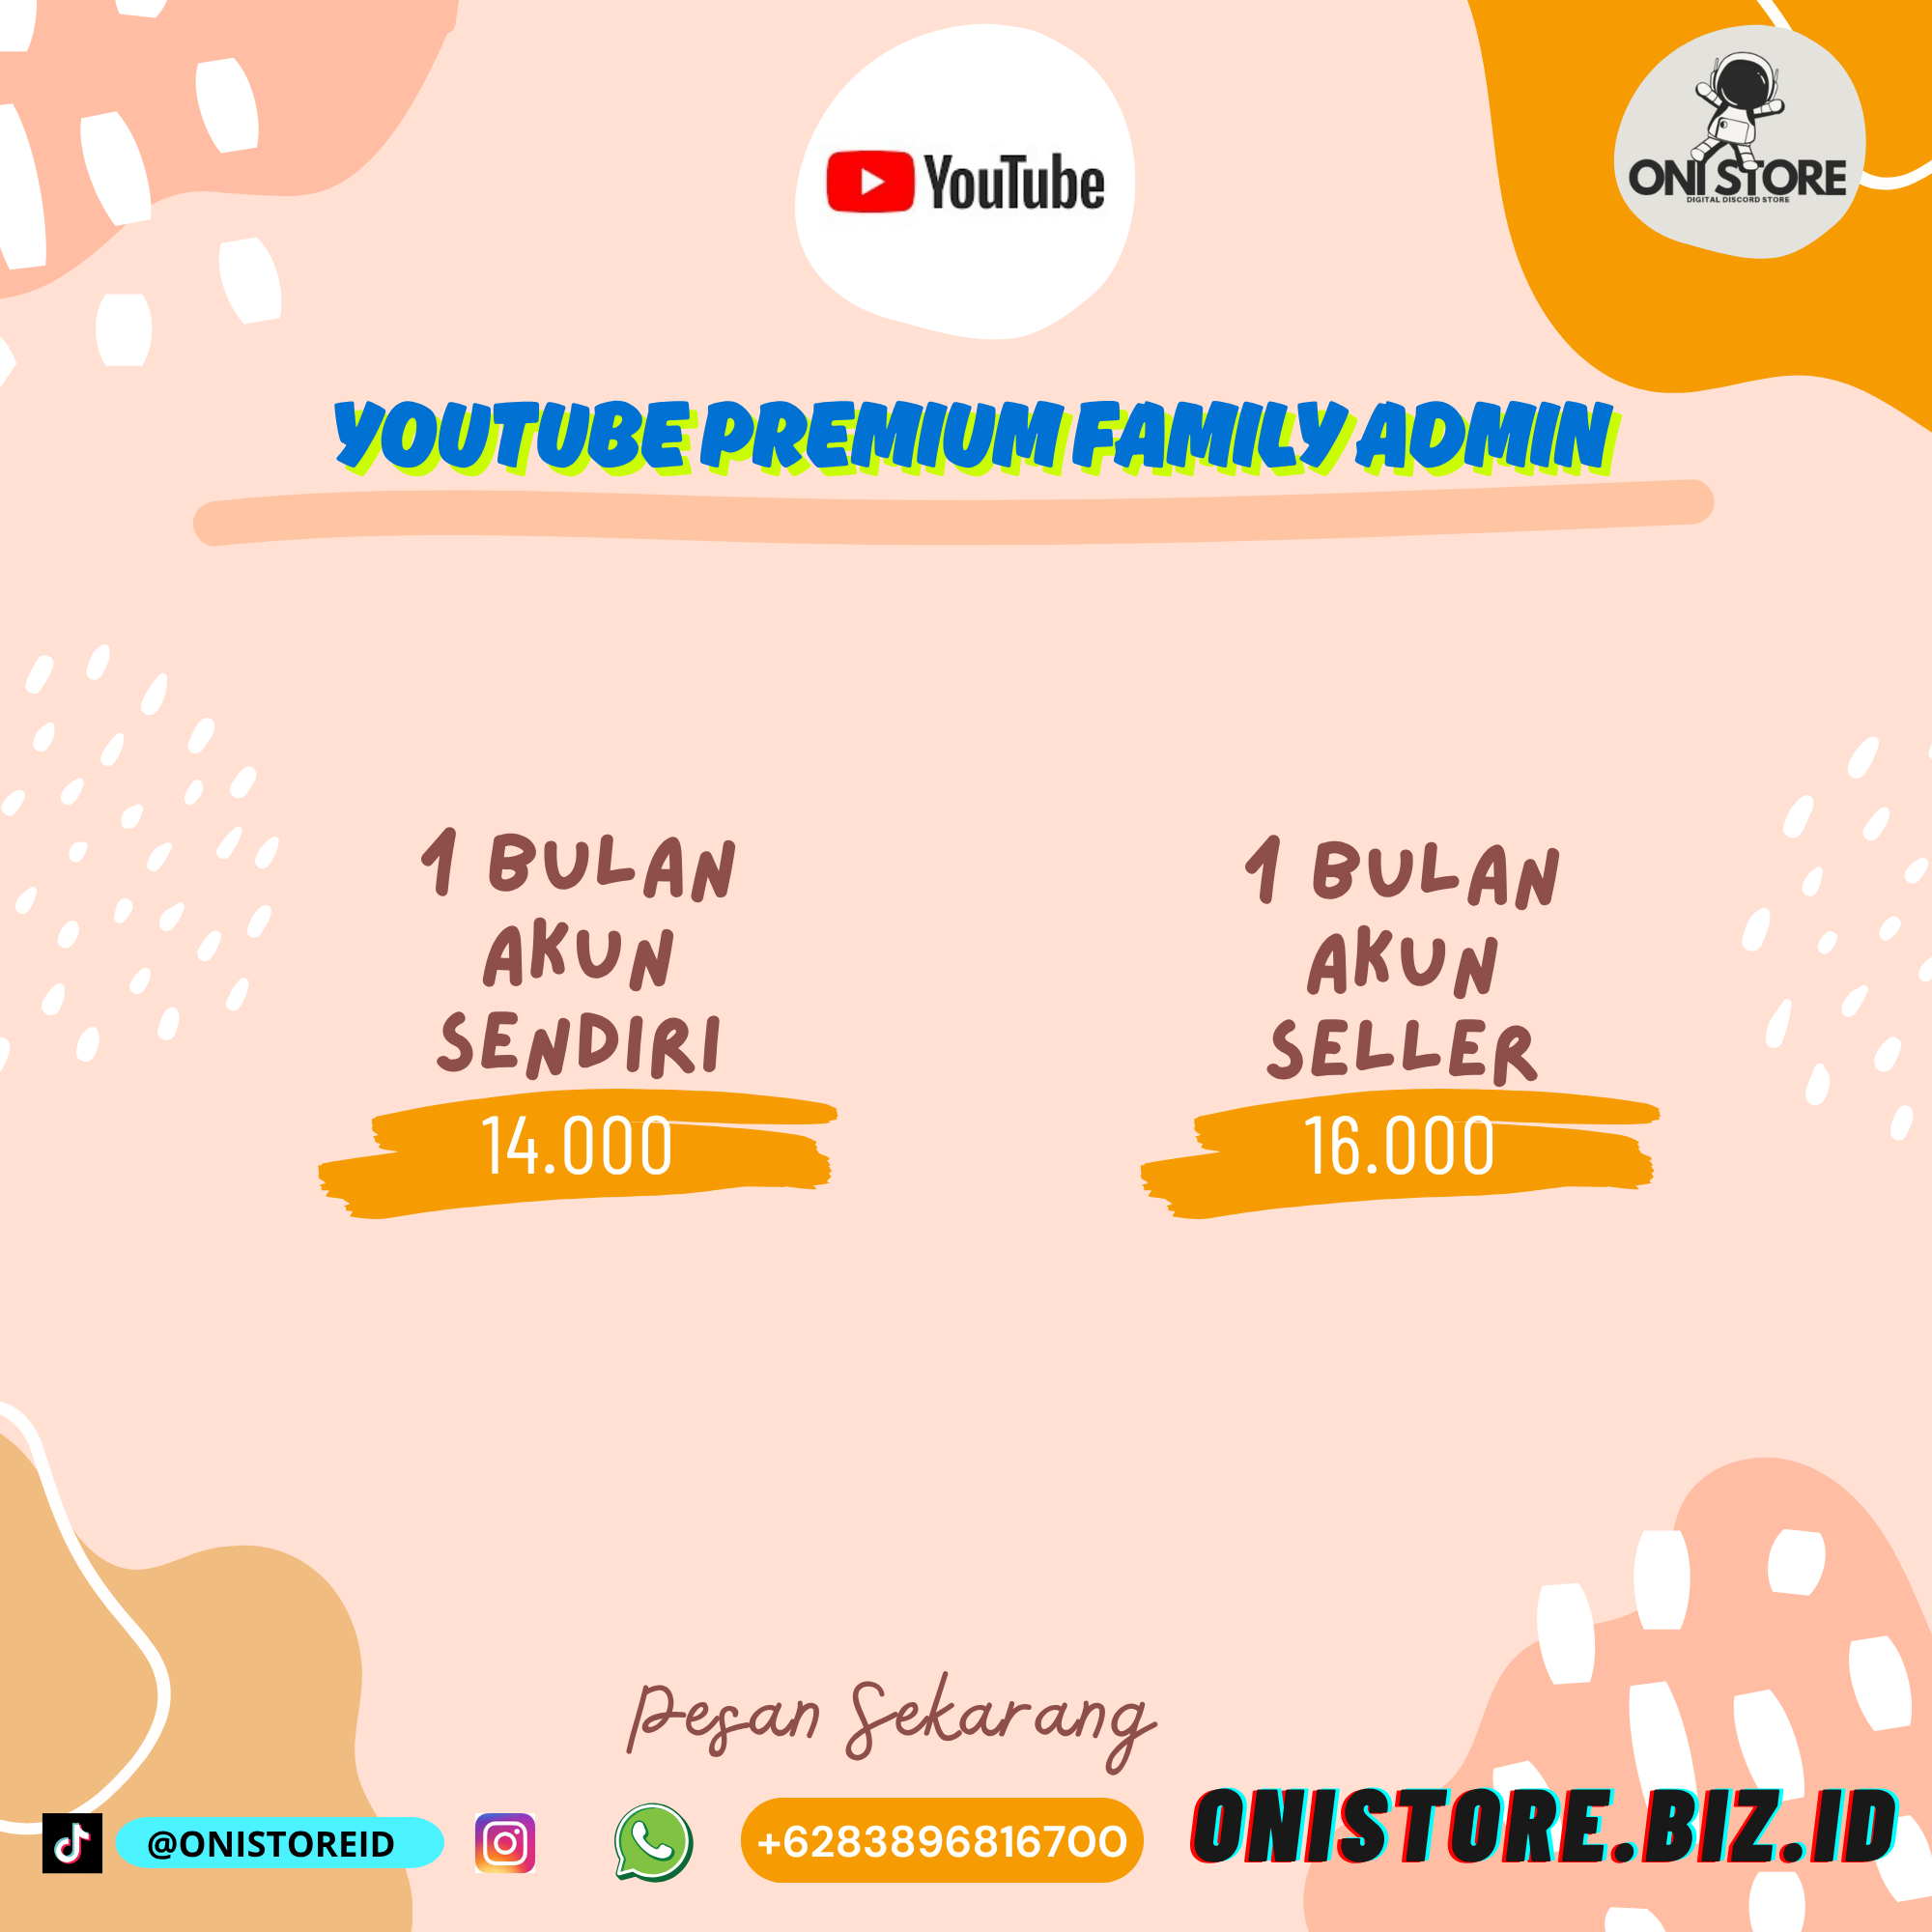 YouTube
ONI STORE
DIGITAL DISCORD STORE
YOUTUBE PREMIUM FAMILY ADMIN
1 BULAN
AKUN
SENDIRI
14.000
1 BULAN
AKUN
SELLER
16.000
Pesan Sekarang
@ONISTOREID
+6283896816700
ONISTORE.BIZ.ID